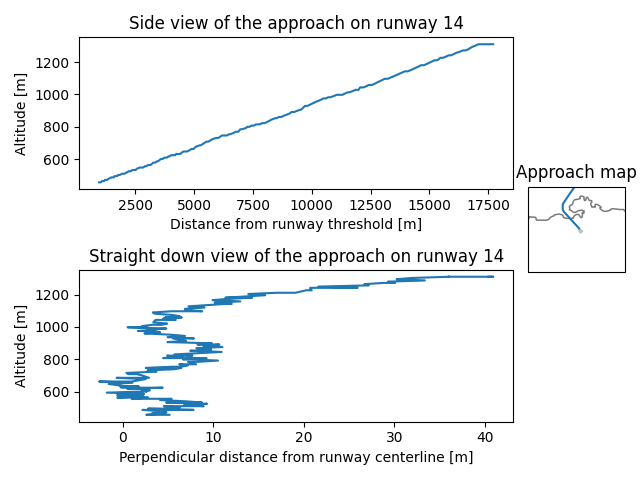 Side view of the approach on runway 14
Altitude [m]
1200
1000
800
600
2500 5000 7500 10000 12500 15000 17500
Distance from runway threshold [m]
Approach map
Straight down view of the approach on runway 14
Altitude [m]
1200
1000
800
600
0 10 20 30 40
Perpendicular distance from runway centerline [m]